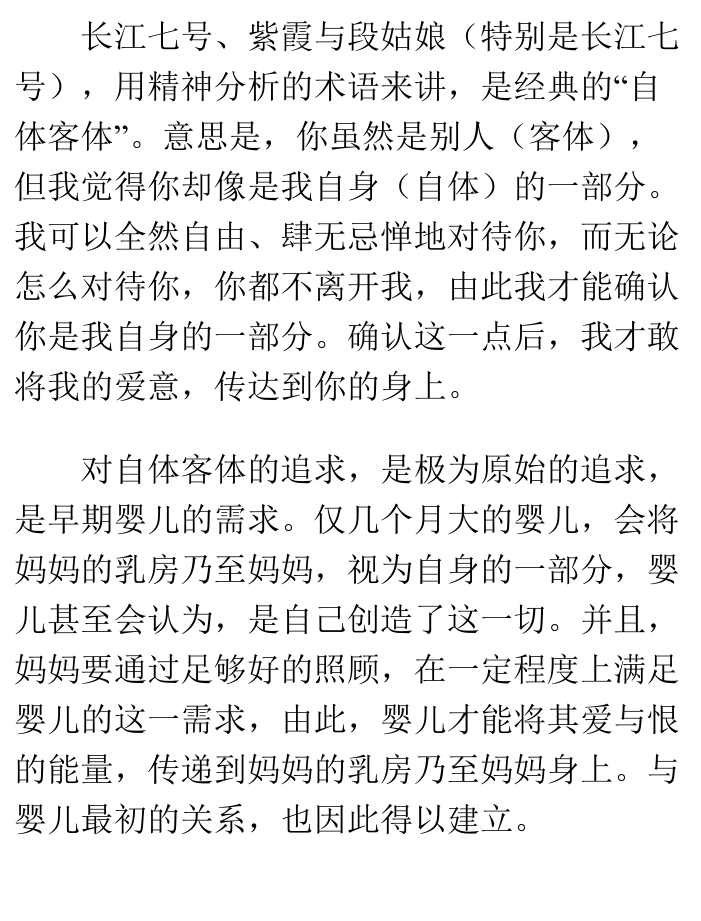 长江七号、紫霞与段姑娘（特别是长江七
号），用精神分析的术语来讲，是经典的“自
体客体”。意思是，你虽然是别人（客体），
但我觉得你却像是我自身（自体）的一部分。
我可以全然自由、肆无忌惮地对待你，而无论
怎么对待你，你都不离开我，由此我才能确认
你是我自身的一部分。确认这一点后，我才敢
将我的爱意，传达到你的身上。
对自体客体的追求，是极为原始的追求，
是早期婴儿的需求。仅几个月大的婴儿，会将
妈妈的乳房乃至妈妈，视为自身的一部分，婴
儿甚至会认为，是自己创造了这一切。并且，
妈妈要通过足够好的照顾，在一定程度上满足
婴儿的这一需求，由此，婴儿才能将其爱与恨
的能量，传递到妈妈的乳房乃至妈妈身上。与
婴儿最初的关系，也因此得以建立。